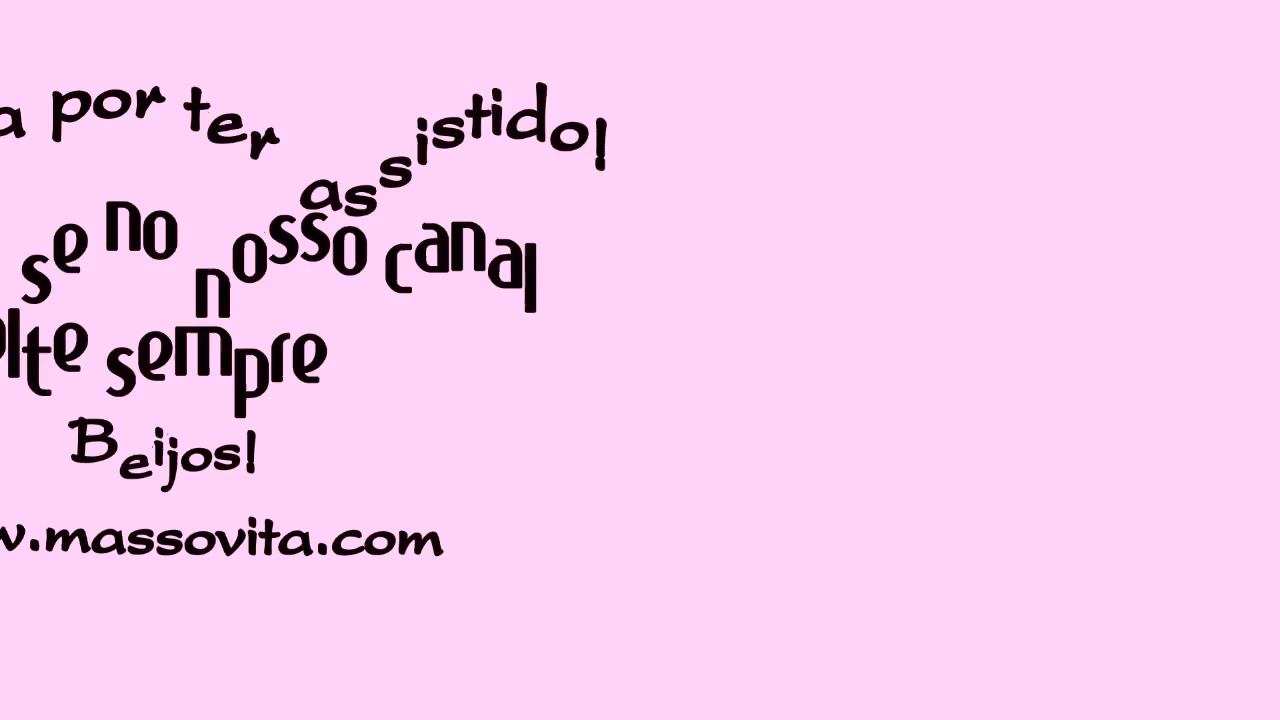 a por ter assistido!
se no nosso canal
lte sempre
Beijos!
w.massovita.com